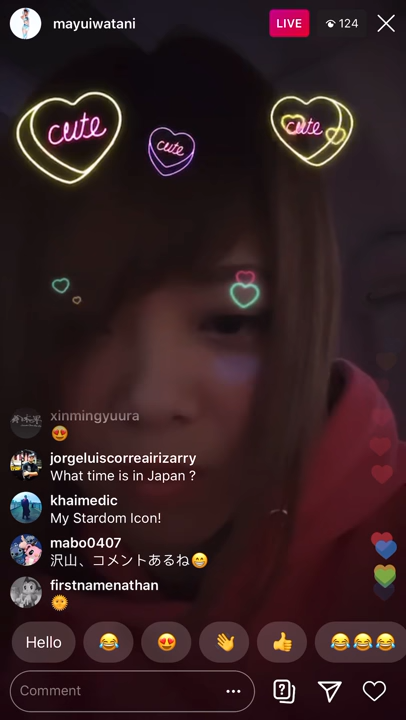 mayuiwatani
LIVE
124
cute
cute
cute
xinmingyuura
😍
jorgeluiscorreairizarry
What time is in Japan ?
khaimedic
My Stardom Icon!
mabo0407
沢山、コメントあるね😁
firstnamenathan
🌞
Hello
😂
😍
👋
👍
😂😂😂
Comment